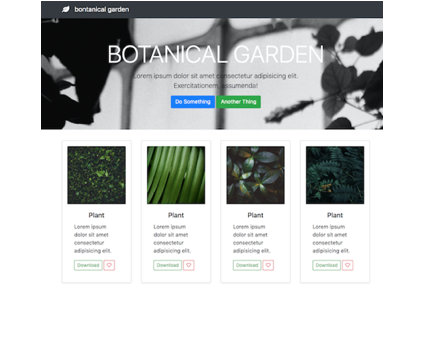 bontanical garden
BOTANICAL GARDEN
Lorem ipsum dolor sit amet consectetur adipisicing elit.
Exercitationem, assumenda!
Do Something Another Thing
Plant Plant Plant Plant
Lorem ipsum
dolor sit amet
consectetur
adipisicing elit.
Lorem ipsum
dolor sit amet
consectetur
adipisicing elit.
Lorem ipsum
dolor sit amet
consectetur
adipisicing elit.
Lorem ipsum
dolor sit amet
consectetur
adipisicing elit.
Download Download Download Download